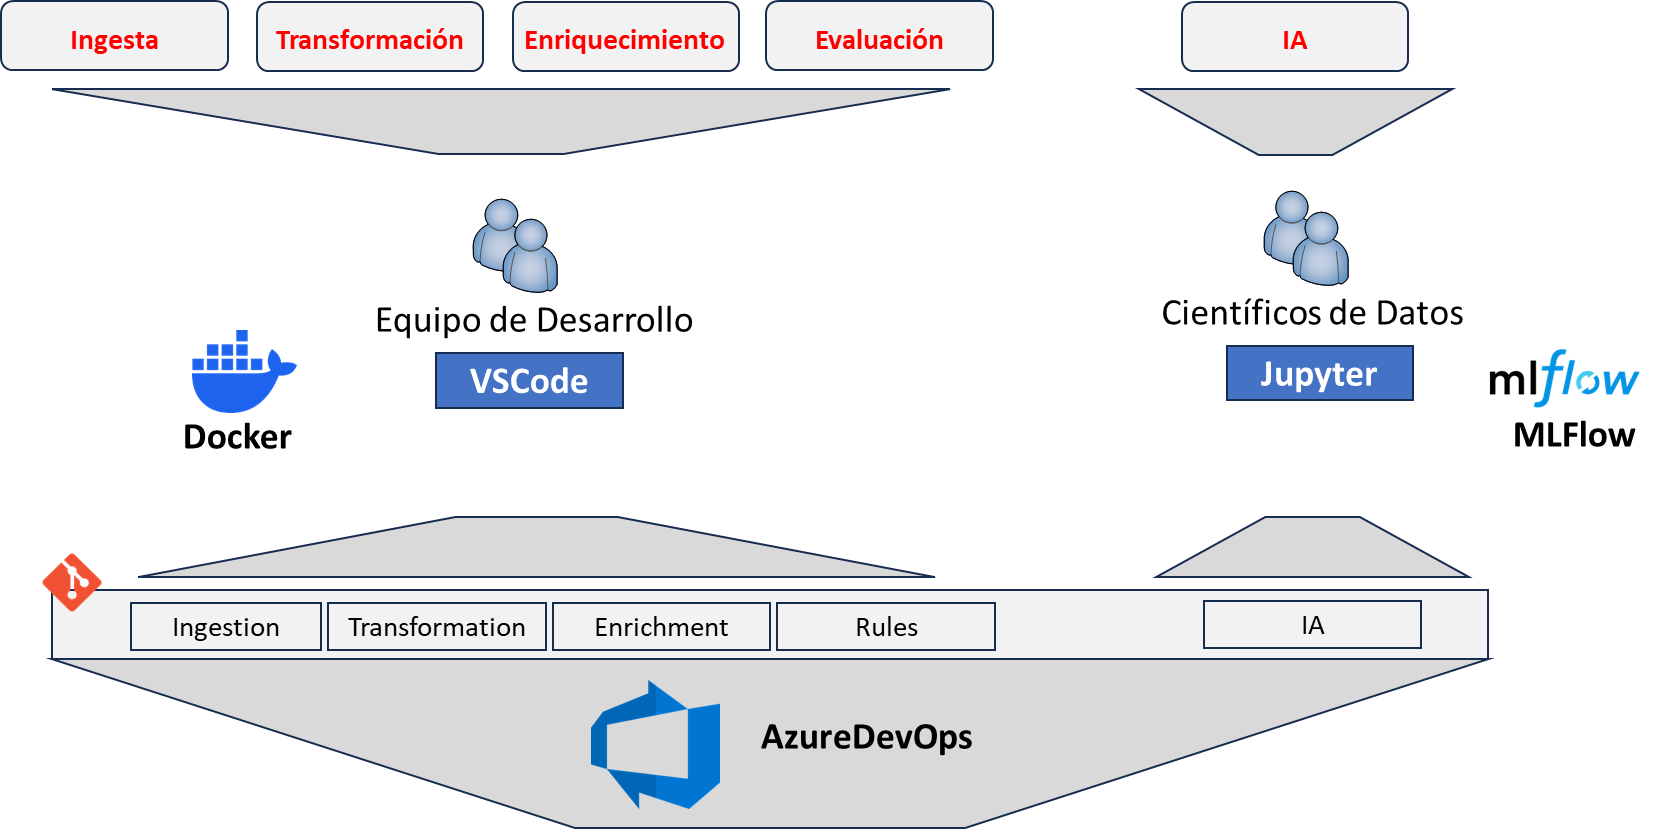 Ingesta
Transformación
Enriquecimiento
Evaluación
IA
Equipo de Desarrollo
VSCode
Docker
Científicos de Datos
Jupyter
mlflow
MLFlow
Ingestion
Transformation
Enrichment
Rules
IA
AzureDevOps